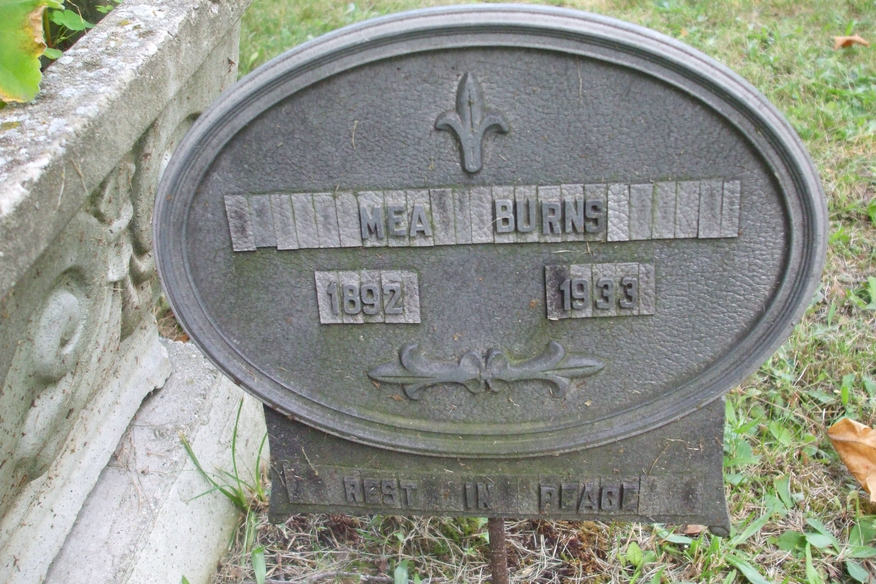 MEA BURNS
1892 1933
REST IN PEACE